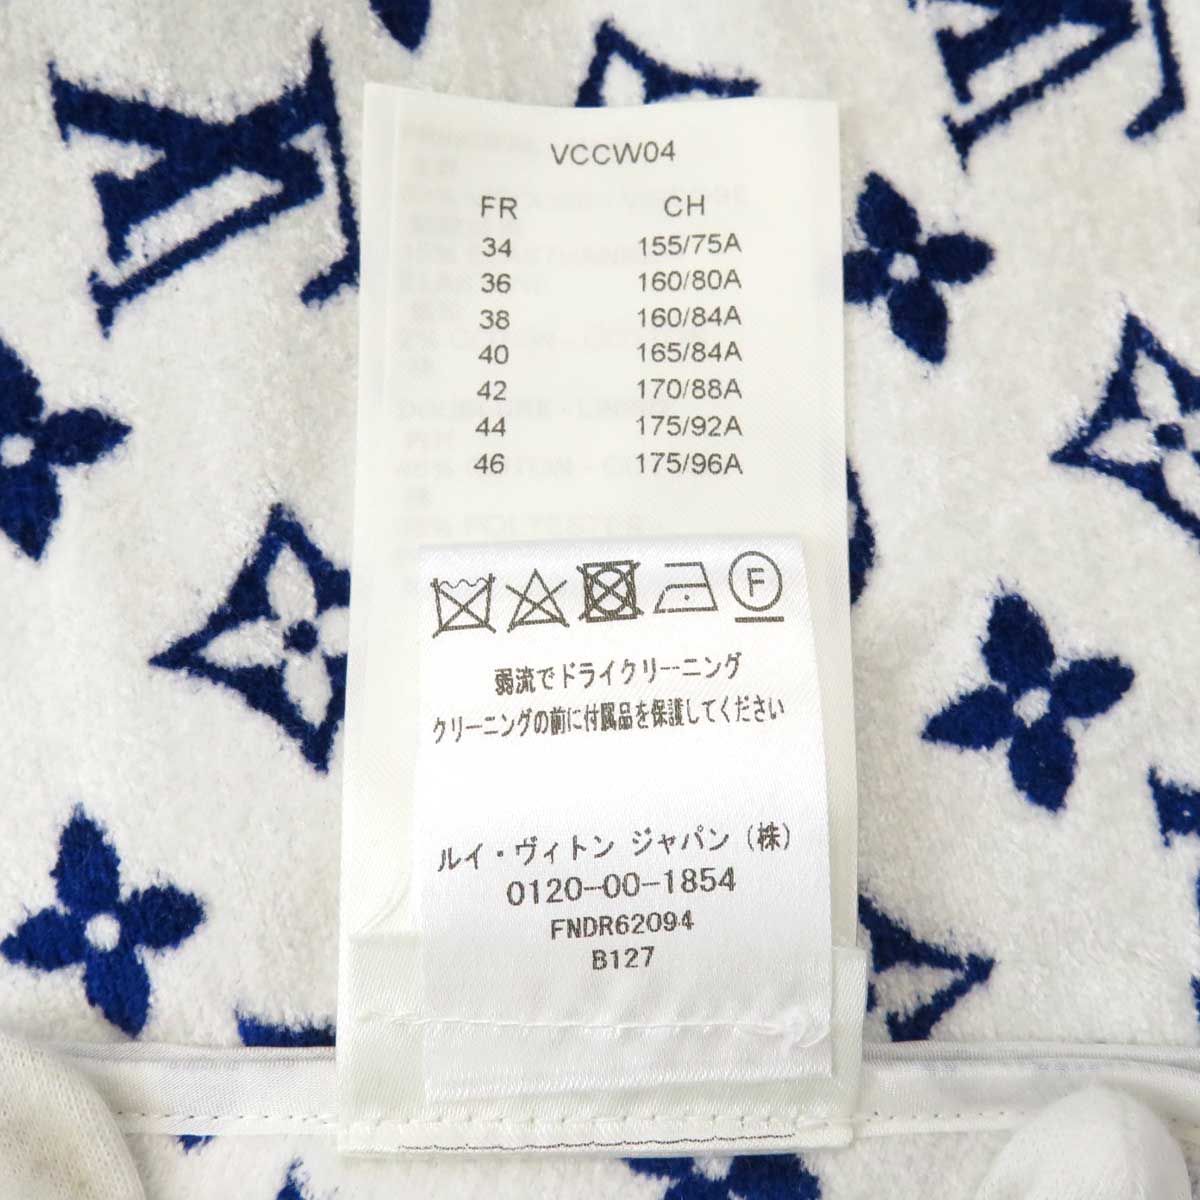 VCCW04
FR CH
34 155/75A
36 160/80A
38 160/84A
40 165/84A
42 170/88A
44 175/92A
46 175/96A
F
弱流でドライクリーニング
クリーニングの前に付属品を保護してください
ルイ・ヴィトン ジャパン(株)
0120-00-1854
FNDR62094
B127